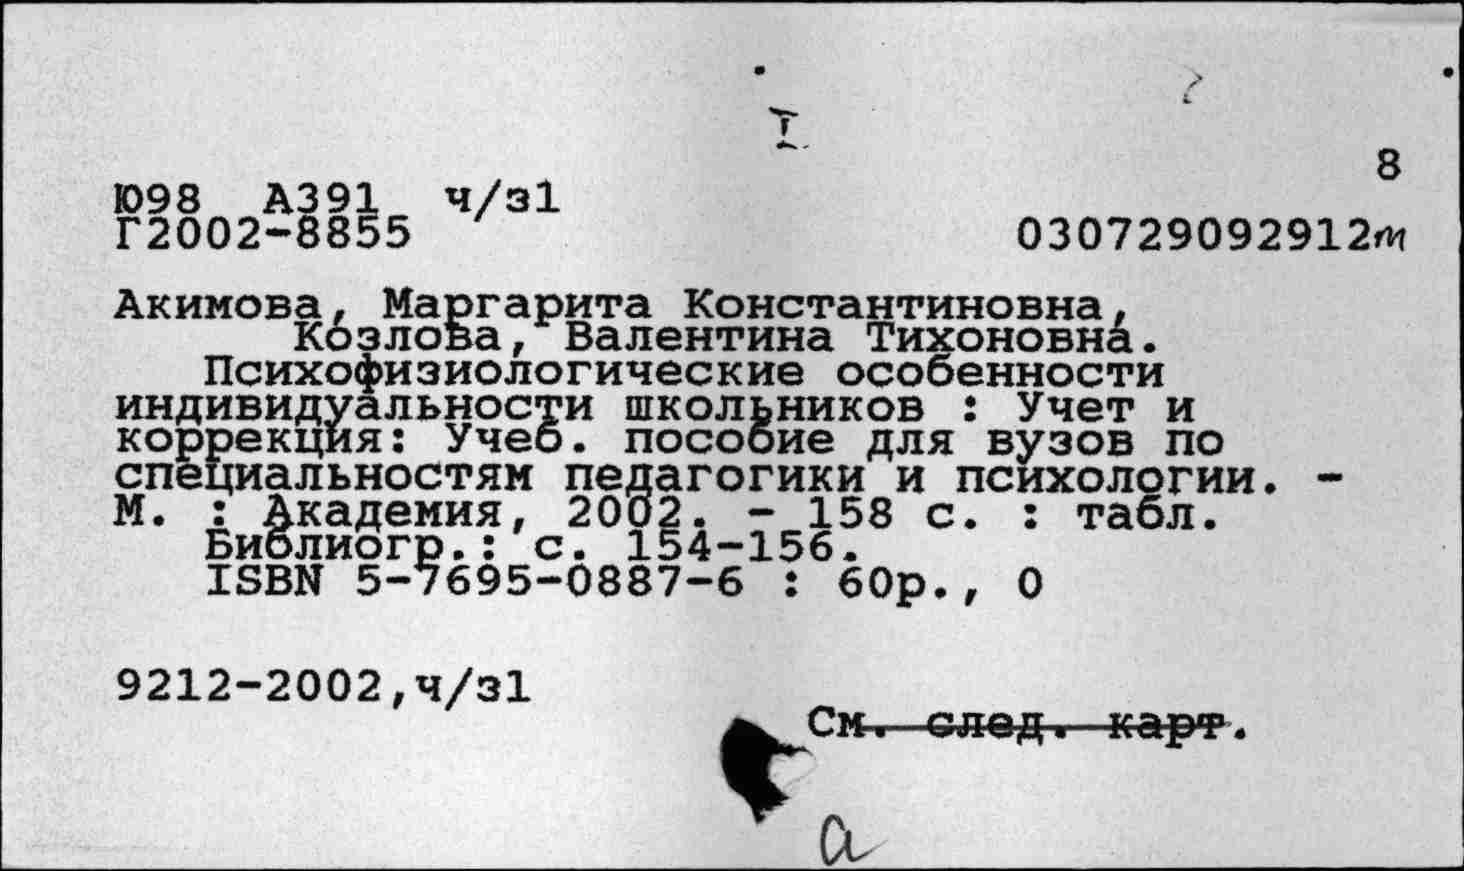 I
8
Ю98 А391 ч/з1
Г2002-8855 030729092912м
Акимова, Маргарита Константиновна,
Козлова, Валентина Тихоновна.
Психофизиологические особенности
индивидуальности школьников : Учет и
коррекция: Учеб. пособие для вузов по
специальностям педагогики и психологии. -
М. : Академия, 2002. - 158 с. : табл.
Библиогр.: с. 154-156.
ISBN 5-7695-0887-6 : 60р., 0
9212-2002,ч/з1
См. след. карт.
а